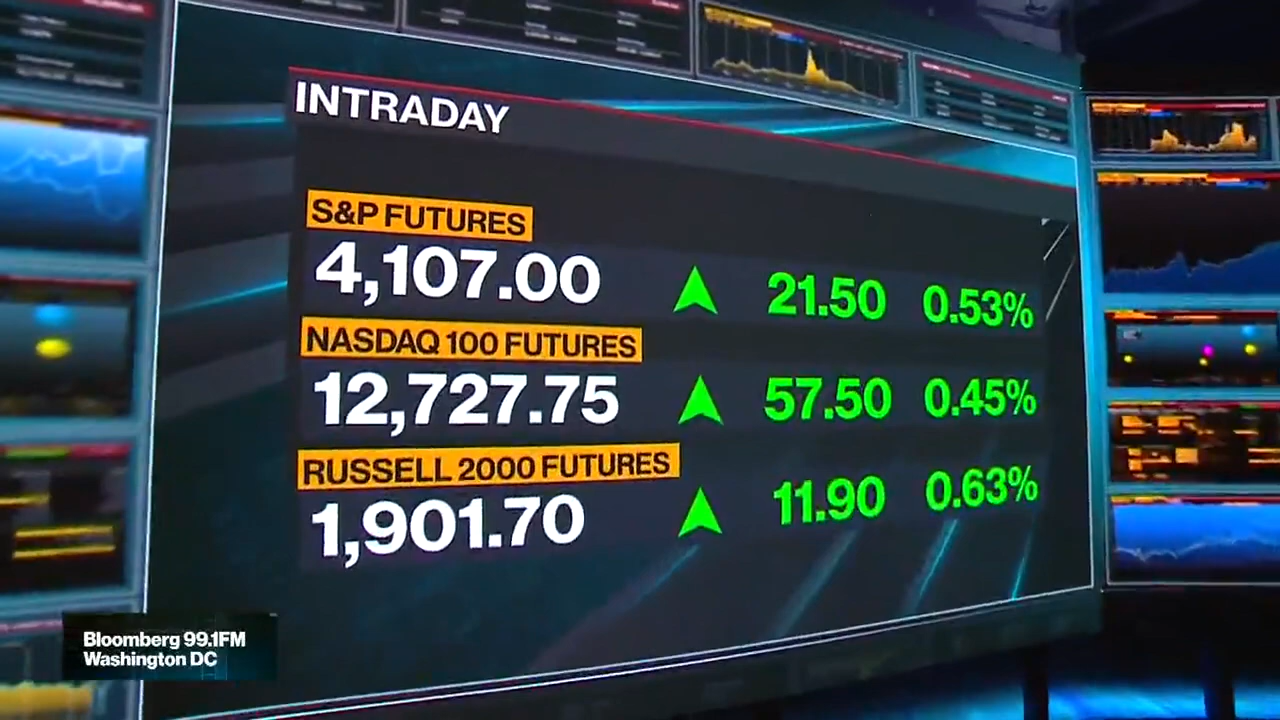 INTRADAY
S&P FUTURES
4,107.00 21.50 0.53%
NASDAQ 100 FUTURES
12,727.75 57.50 0.45%
RUSSELL 2000 FUTURES
1,901.70 11.90 0.63%
Bloomberg 99.1FM
Washington DC